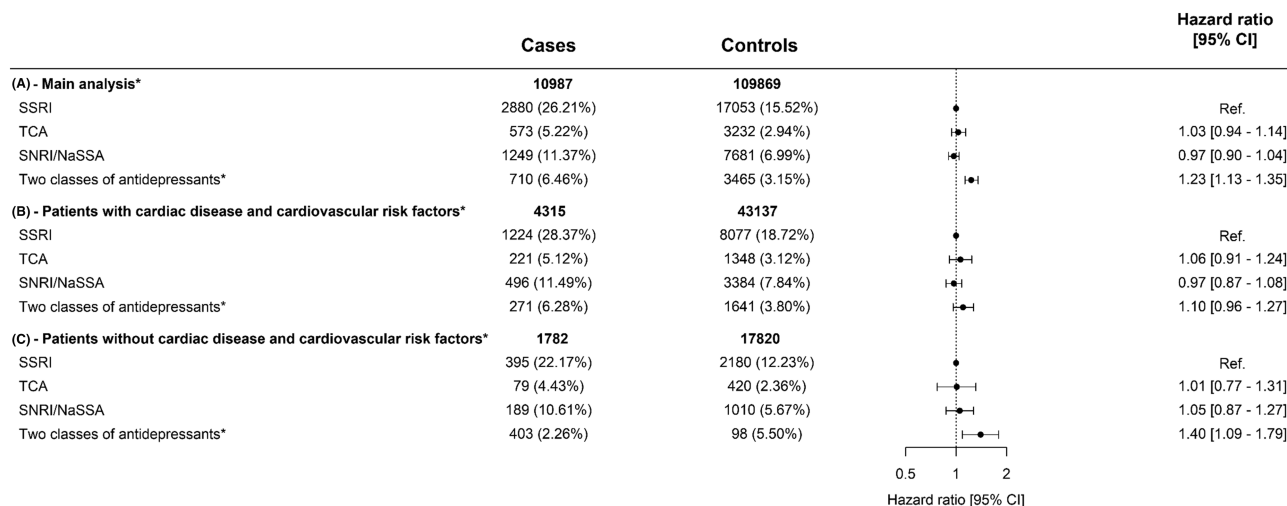 Hazard ratio
Cases Controls [95% CI]
(A) - Main analysis* 10987 109869
SSRI 2880 (26.21%) 17053 (15.52%) Ref.
TCA 573 (5.22%) 3232 (2.94%) 1.03 [0.94 - 1.14]
SNRI/NaSSA 1249 (11.37%) 7681 (6.99%) 0.97 [0.90 - 1.04]
Two classes of antidepressants* 710 (6.46%) 3465 (3.15%) 1.23 [1.13 - 1.35]
(B) - Patients with cardiac disease and cardiovascular risk factors* 4315 43137
SSRI 1224 (28.37%) 8077 (18.72%) Ref.
TCA 221 (5.12%) 1348 (3.12%) 1.06 [0.91 - 1.24]
SNRI/NaSSA 496 (11.49%) 3384 (7.84%) 0.97 [0.87 - 1.08]
Two classes of antidepressants* 271 (6.28%) 1641 (3.80%) 1.10 [0.96 - 1.27]
(C) - Patients without cardiac disease and cardiovascular risk factors* 1782 17820
SSRI 395 (22.17%) 2180 (12.23%) Ref.
TCA 79 (4.43%) 420 (2.36%) 1.01 [0.77 - 1.31]
SNRI/NaSSA 189 (10.61%) 1010 (5.67%) 1.05 [0.87 - 1.27]
Two classes of antidepressants* 403 (2.26%) 98 (5.50%) 1.40 [1.09 - 1.79]
0.5 1 2
Hazard ratio [95% CI]